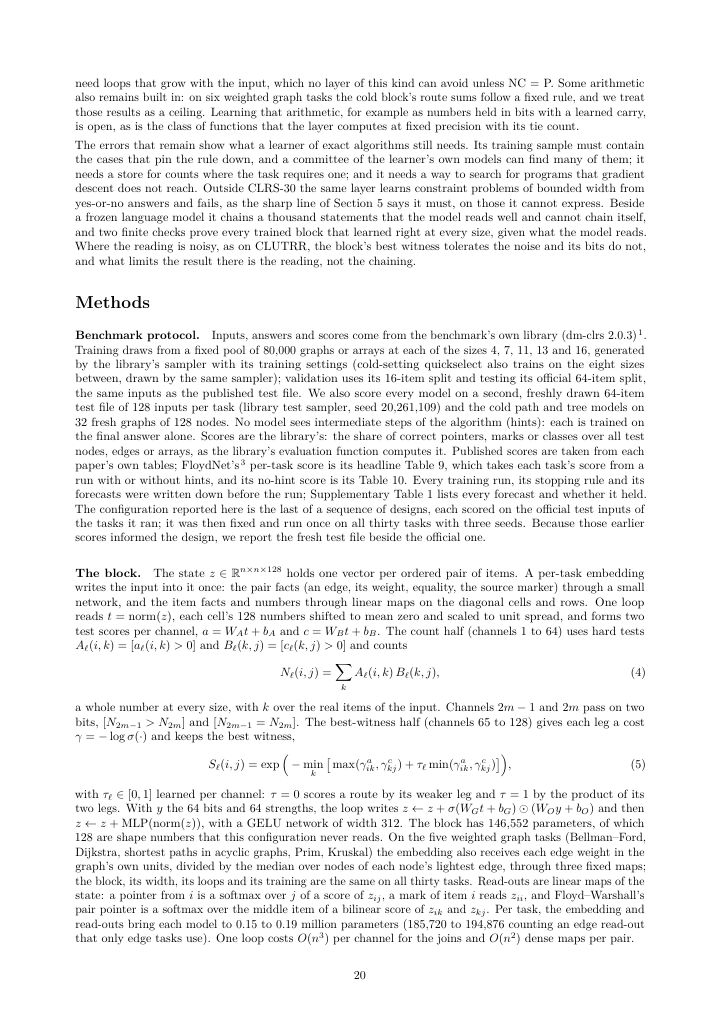 need loops that grow with the input, which no layer of this kind can avoid unless NC = P. Some arithmetic
also remains built in: on six weighted graph tasks the cold block's route sums follow a fixed rule, and we treat
those results as a ceiling. Learning that arithmetic, for example as numbers held in bits with a learned carry,
is open, as is the class of functions that the layer computes at fixed precision with its tie count.
The errors that remain show what a learner of exact algorithms still needs. Its training sample must contain
the cases that pin the rule down, and a committee of the learner's own models can find many of them; it
needs a store for counts where the task requires one; and it needs a way to search for programs that gradient
descent does not reach. Outside CLRS-30 the same layer learns constraint problems of bounded width from
yes-or-no answers and fails, as the sharp line of Section 5 says it must, on those it cannot express. Beside
a frozen language model it chains a thousand statements that the model reads well and cannot chain itself,
and two finite checks prove every trained block that learned right at every size, given what the model reads.
Where the reading is noisy, as on CLUTRR, the block's best witness tolerates the noise and its bits do not,
and what limits the result there is the reading, not the chaining.
Methods
Benchmark protocol. Inputs, answers and scores come from the benchmark's own library (dm-clrs 2.0.3)¹.
Training draws from a fixed pool of 80,000 graphs or arrays at each of the sizes 4, 7, 11, 13 and 16, generated
by the library's sampler with its training settings (cold-setting quickselect also trains on the eight sizes
between, drawn by the same sampler); validation uses its 16-item split and testing its official 64-item split,
the same inputs as the published test file. We also score every model on a second, freshly drawn 64-item
test file of 128 inputs per task (library test sampler, seed 20,261,109) and the cold path and tree models on
32 fresh graphs of 128 nodes. No model sees intermediate steps of the algorithm (hints): each is trained on
the final answer alone. Scores are the library's: the share of correct pointers, marks or classes over all test
nodes, edges or arrays, as the library's evaluation function computes it. Published scores are taken from each
paper's own tables; FloydNet's³ per-task score is its headline Table 9, which takes each task's score from a
run with or without hints, and its no-hint score is its Table 10. Every training run, its stopping rule and its
forecasts were written down before the run; Supplementary Table 1 lists every forecast and whether it held.
The configuration reported here is the last of a sequence of designs, each scored on the official test inputs of
the tasks it ran; it was then fixed and run once on all thirty tasks with three seeds. Because those earlier
scores informed the design, we report the fresh test file beside the official one.
The block. The state z ∈ ℝⁿˣⁿˣ¹²⁸ holds one vector per ordered pair of items. A per-task embedding
writes the input into it once: the pair facts (an edge, its weight, equality, the source marker) through a small
network, and the item facts and numbers through linear maps on the diagonal cells and rows. One loop
reads t = norm(z), each cell's 128 numbers shifted to mean zero and scaled to unit spread, and forms two
test scores per channel, a = W_A t + b_A and c = W_B t + b_B. The count half (channels 1 to 64) uses hard tests
A_ℓ(i, k) = [a_ℓ(i, k) > 0] and B_ℓ(k, j) = [c_ℓ(k, j) > 0] and counts
N_ℓ(i, j) = ∑_k A_ℓ(i, k) B_ℓ(k, j), (4)
a whole number at every size, with k over the real items of the input. Channels 2m − 1 and 2m pass on two
bits, [N_{2m−1} > N_{2m}] and [N_{2m−1} = N_{2m}]. The best-witness half (channels 65 to 128) gives each leg a cost
γ = − log σ(·) and keeps the best witness,
S_ℓ(i, j) = exp(− min_k [max(γ^a_{ik}, γ^c_{kj}) + τ_ℓ min(γ^a_{ik}, γ^c_{kj})]), (5)
with τ_ℓ ∈ [0, 1] learned per channel: τ = 0 scores a route by its weaker leg and τ = 1 by the product of its
two legs. With y the 64 bits and 64 strengths, the loop writes z ← z + σ(W_G t + b_G) ⊙ (W_O y + b_O) and then
z ← z + MLP(norm(z)), with a GELU network of width 312. The block has 146,552 parameters, of which
128 are shape numbers that this configuration never reads. On the five weighted graph tasks (Bellman–Ford,
Dijkstra, shortest paths in acyclic graphs, Prim, Kruskal) the embedding also receives each edge weight in the
graph's own units, divided by the median over nodes of each node's lightest edge, through three fixed maps;
the block, its width, its loops and its training are the same on all thirty tasks. Read-outs are linear maps of the
state: a pointer from i is a softmax over j of a score of z_{ij}, a mark of item i reads z_{ii}, and Floyd–Warshall's
pair pointer is a softmax over the middle item of a bilinear score of z_{ik} and z_{kj}. Per task, the embedding and
read-outs bring each model to 0.15 to 0.19 million parameters (185,720 to 194,876 counting an edge read-out
that only edge tasks use). One loop costs O(n³) per channel for the joins and O(n²) dense maps per pair.
20